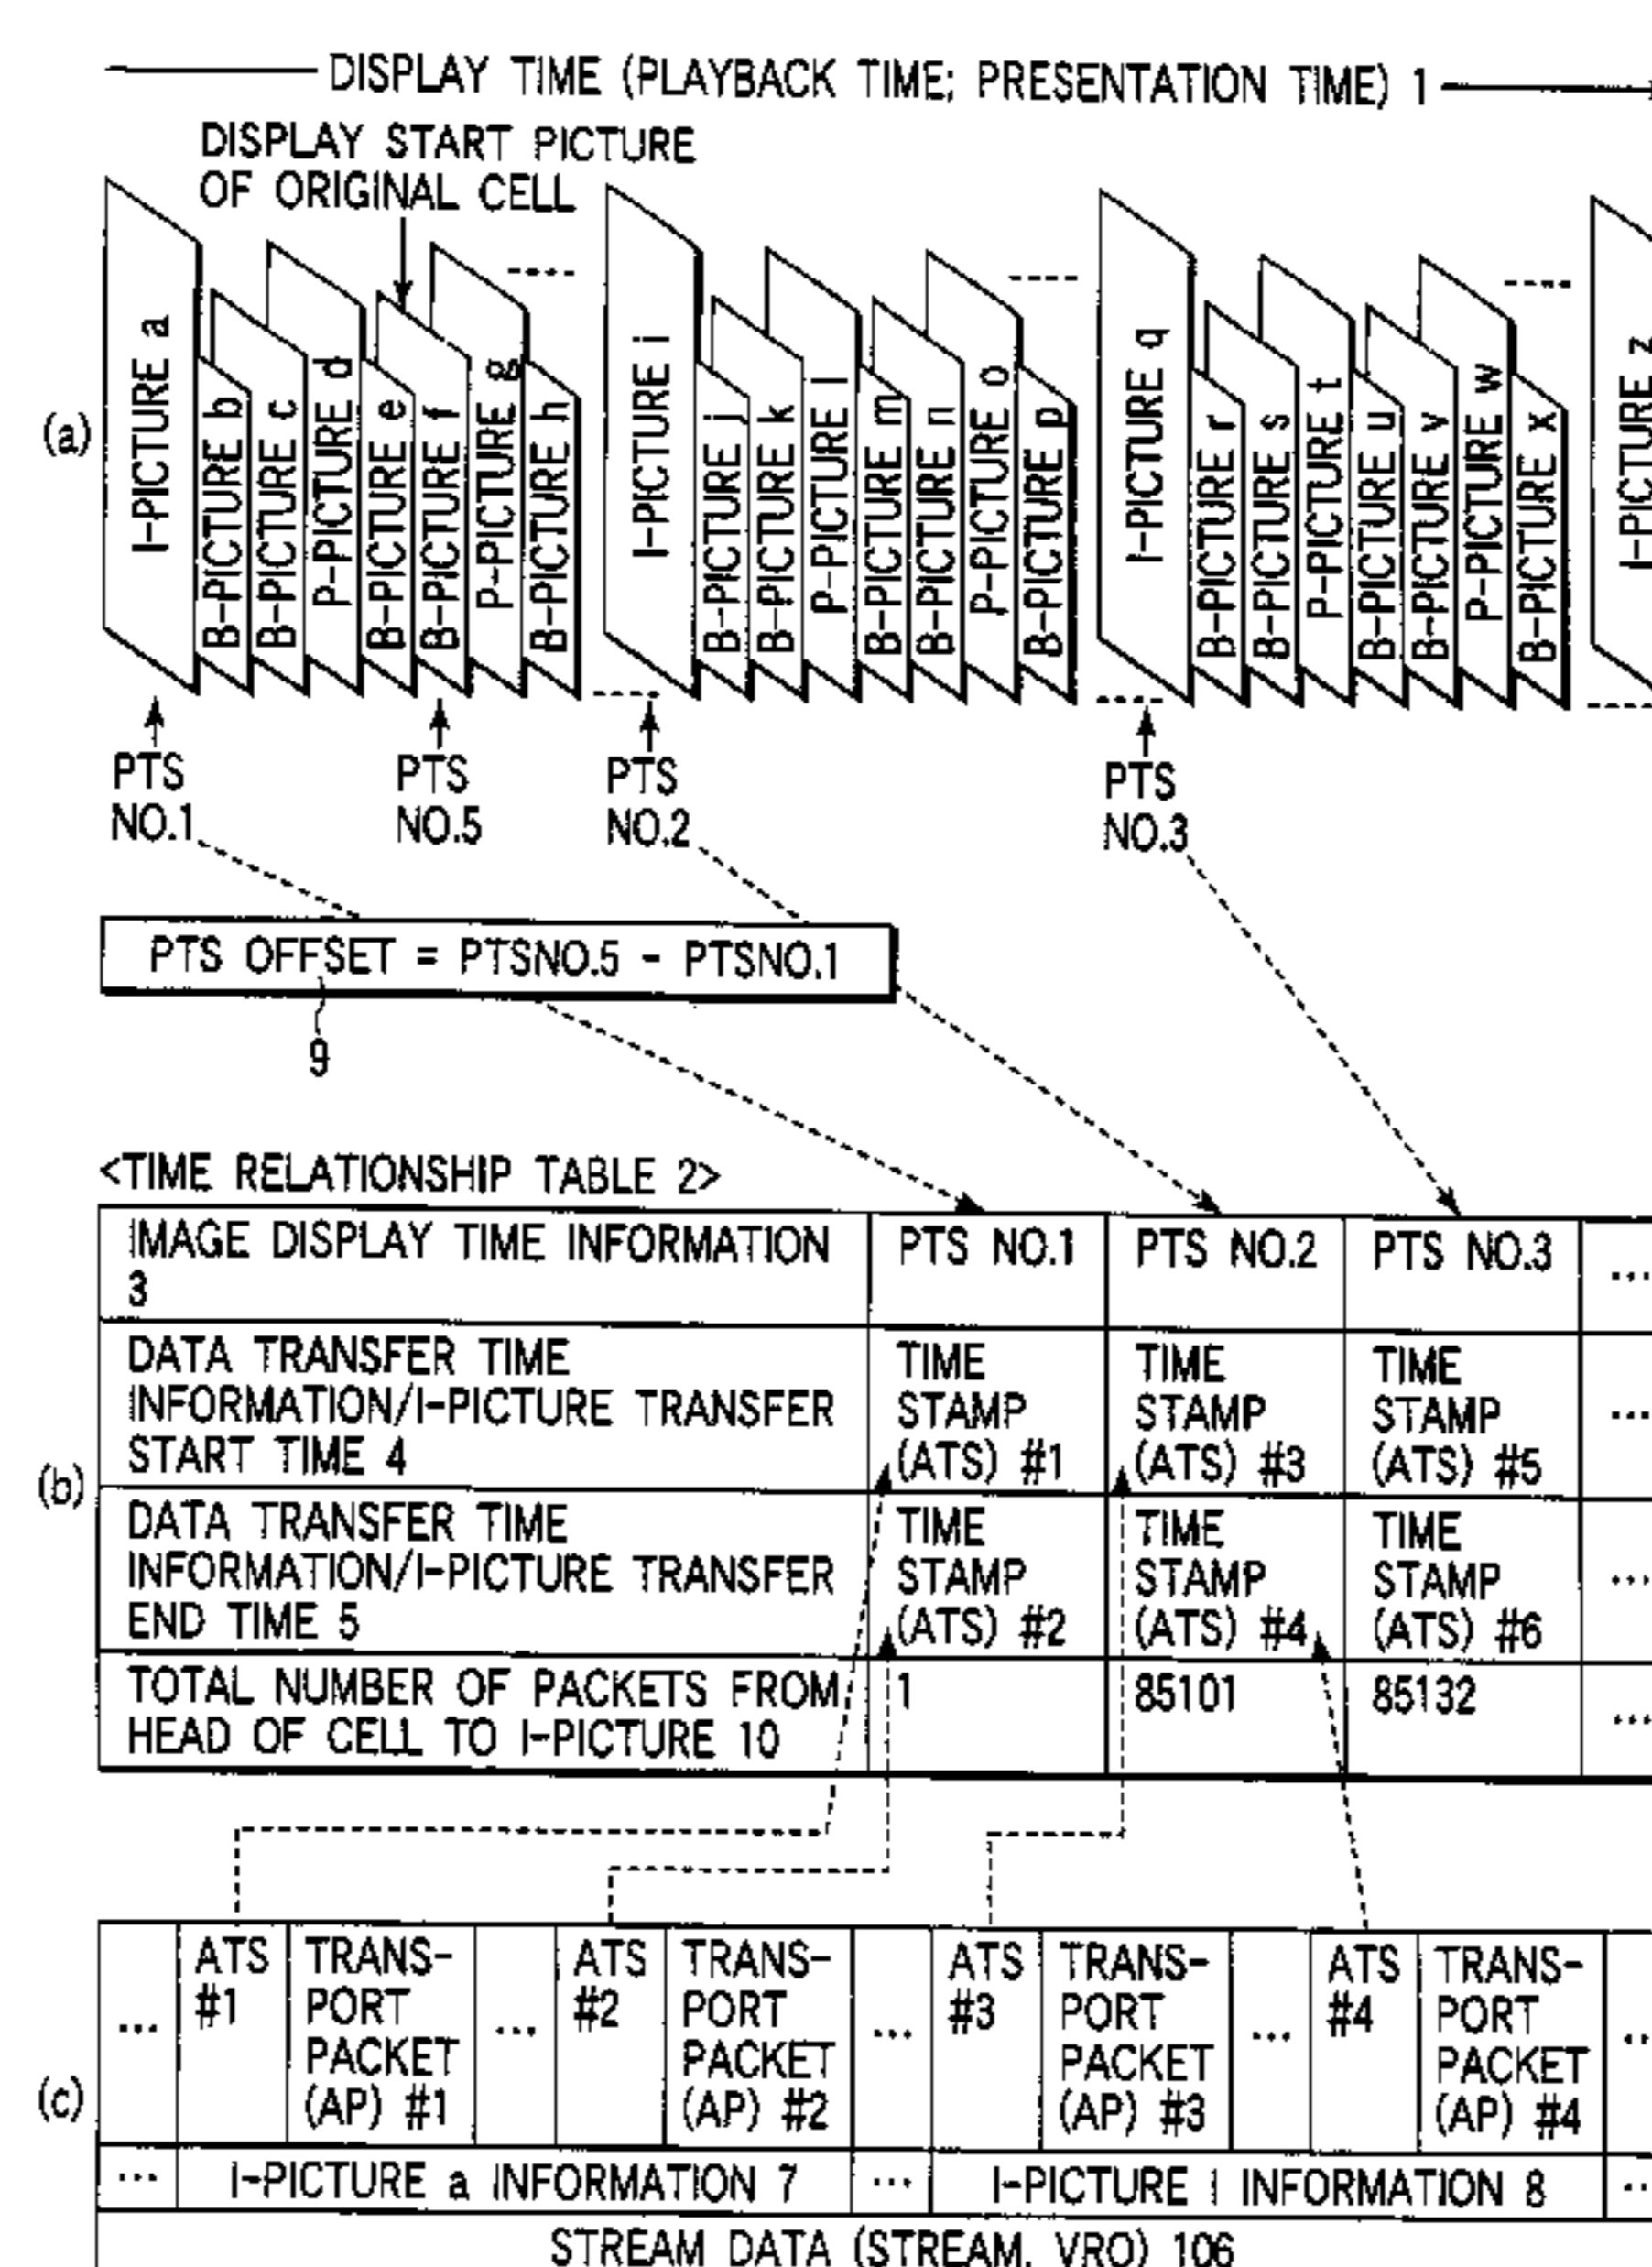 DISPLAY TIME (PLAYBACK TIME; PRESENTATION TIME) 1
DISPLAY START PICTURE
OF ORIGINAL CELL
(a)
I-PICTURE a
B-PICTURE b
B-PICTURE c
P-PICTURE d
B-PICTURE e
B-PICTURE f
P-PICTURE g
B-PICTURE h
I-PICTURE i
B-PICTURE j
B-PICTURE k
P-PICTURE l
B-PICTURE m
B-PICTURE n
P-PICTURE o
B-PICTURE p
I-PICTURE q
B-PICTURE r
B-PICTURE s
P-PICTURE t
B-PICTURE u
B-PICTURE v
P-PICTURE w
B-PICTURE x
I-PICTURE z
PTS
NO.1
PTS
NO.5
PTS
NO.2
PTS
NO.3
PTS OFFSET = PTSNO.5 - PTSNO.1
9
<TIME RELATIONSHIP TABLE 2>
(b)
IMAGE DISPLAY TIME INFORMATION
3
PTS NO.1
PTS NO.2
PTS NO.3
...
DATA TRANSFER TIME
INFORMATION/I-PICTURE TRANSFER
START TIME 4
TIME
STAMP
(ATS) #1
TIME
STAMP
(ATS) #3
TIME
STAMP
(ATS) #5
...
DATA TRANSFER TIME
INFORMATION/I-PICTURE TRANSFER
END TIME 5
TIME
STAMP
(ATS) #2
TIME
STAMP
(ATS) #4
TIME
STAMP
(ATS) #6
...
TOTAL NUMBER OF PACKETS FROM
HEAD OF CELL TO I-PICTURE 10
1
85101
85132
...
(c)
...
ATS
#1
TRANS-
PORT
PACKET
(AP) #1
...
ATS
#2
TRANS-
PORT
PACKET
(AP) #2
...
ATS
#3
TRANS-
PORT
PACKET
(AP) #3
...
ATS
#4
TRANS-
PORT
PACKET
(AP) #4
...
...
I-PICTURE a INFORMATION 7
...
I-PICTURE i INFORMATION 8
...
STREAM DATA (STREAM. VRO) 106